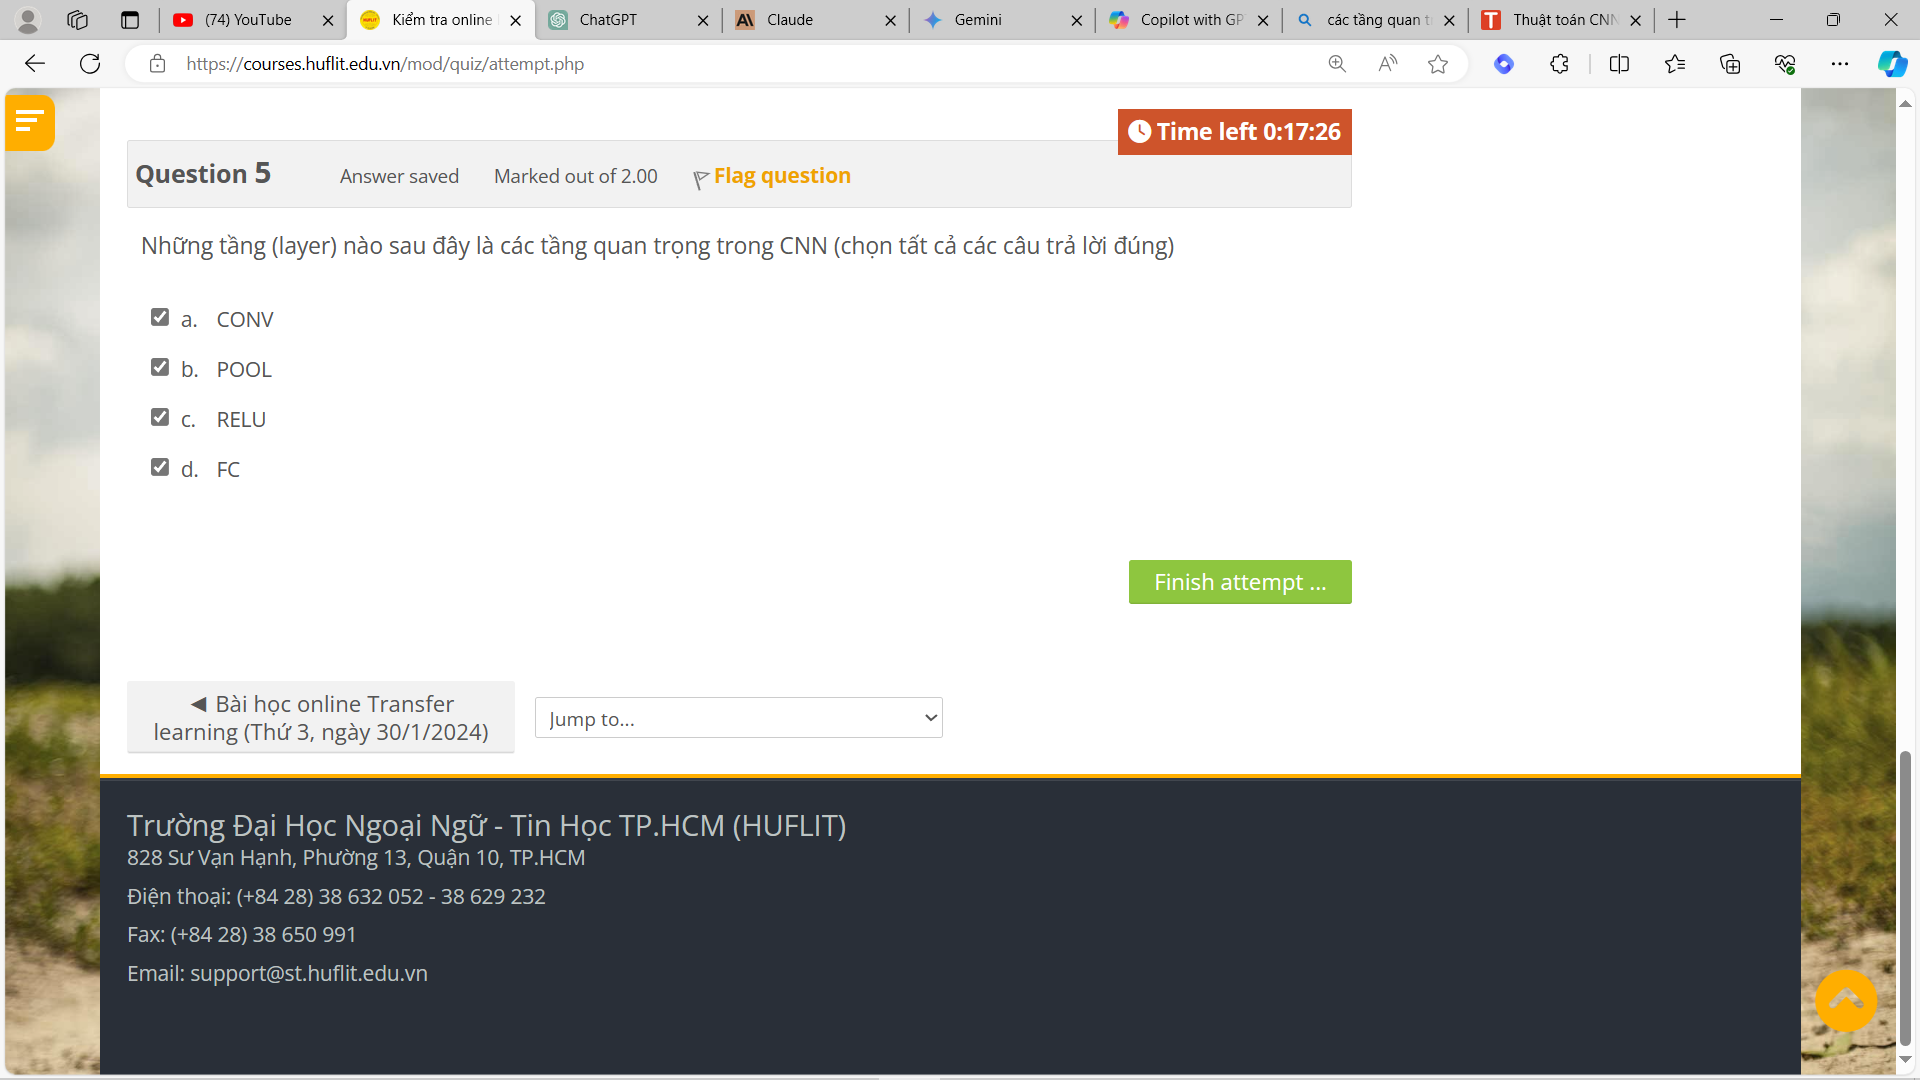 (74) YouTube
Kiểm tra online
ChatGPT
Claude
Gemini
Copilot with GP
các tầng quan t
Thuật toán CNN
https://courses.huflit.edu.vn/mod/quiz/attempt.php
Time left 0:17:26
Question 5
Answer saved
Marked out of 2.00
Flag question
Những tầng (layer) nào sau đây là các tầng quan trọng trong CNN (chọn tất cả các câu trả lời đúng)
a. CONV
b. POOL
c. RELU
d. FC
Finish attempt ...
◄ Bài học online Transfer
learning (Thứ 3, ngày 30/1/2024)
Jump to...
Trường Đại Học Ngoại Ngữ - Tin Học TP.HCM (HUFLIT)
828 Sư Vạn Hạnh, Phường 13, Quận 10, TP.HCM
Điện thoại: (+84 28) 38 632 052 - 38 629 232
Fax: (+84 28) 38 650 991
Email: support@st.huflit.edu.vn